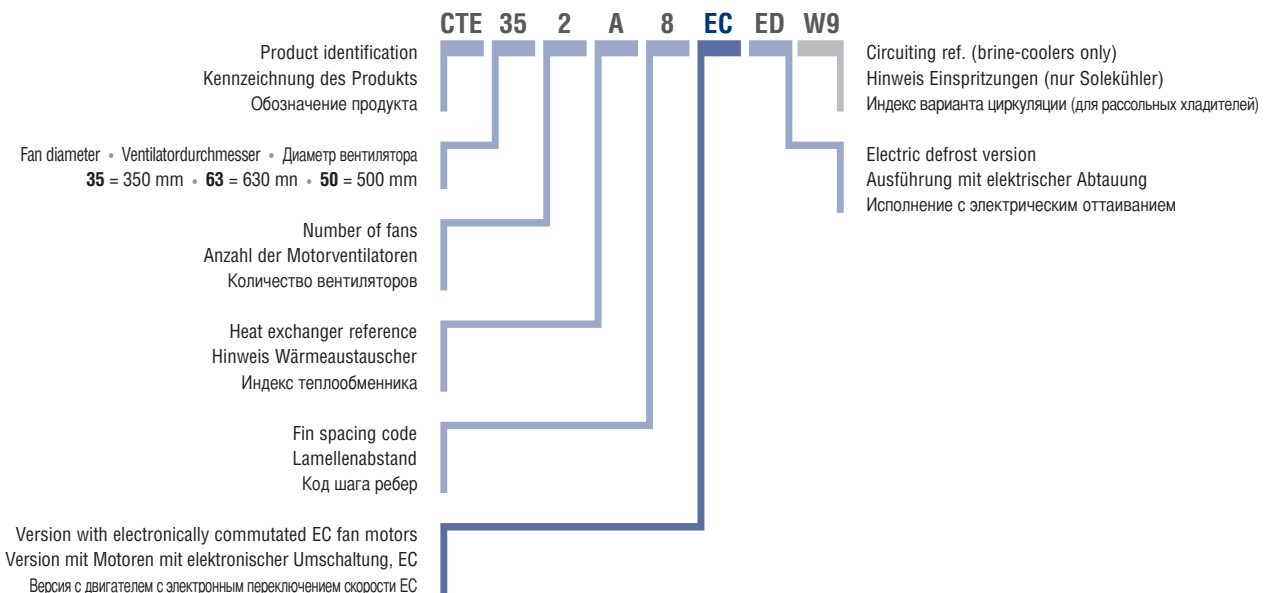 CTE 35 2 A 8 EC ED W9
Product identification
Kennzeichnung des Produkts
Обозначение продукта
Fan diameter • Ventilatordurchmesser • Диаметр вентилятора
35 = 350 mm • 63 = 630 mn • 50 = 500 mm
Number of fans
Anzahl der Motorventilatoren
Количество вентиляторов
Heat exchanger reference
Hinweis Wärmeaustauscher
Индекс теплообменника
Fin spacing code
Lamellenabstand
Код шага ребер
Version with electronically commutated EC fan motors
Version mit Motoren mit elektronischer Umschaltung, EC
Версия с двигателем с электронным переключением скорости EC
Circuiting ref. (brine-coolers only)
Hinweis Einspritzungen (nur Solekühler)
Индекс варианта циркуляции (для рассольных хладителей)
Electric defrost version
Ausführung mit elektrischer Abtauung
Исполнение с электрическим оттаиванием